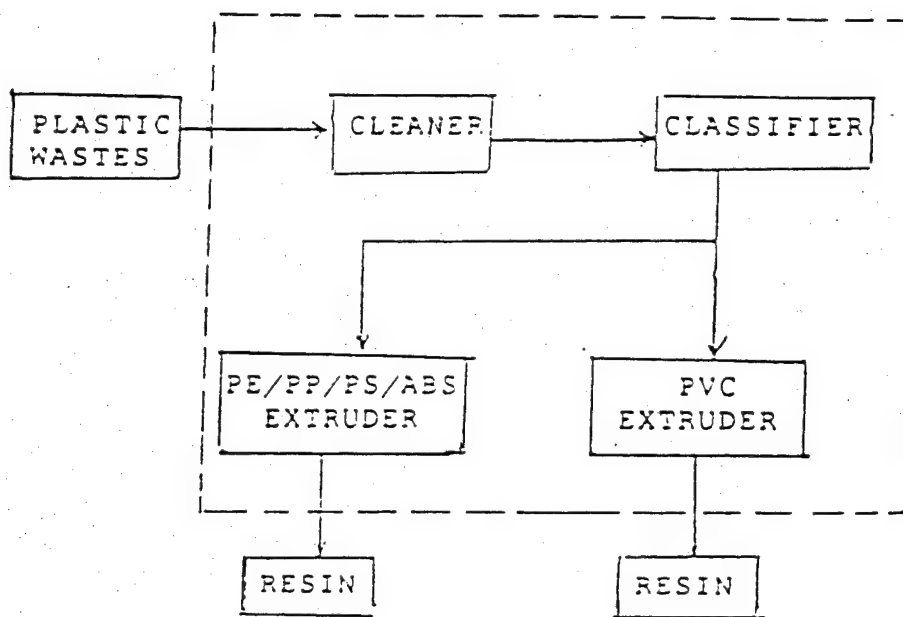 PLASTIC
WASTES
CLEANER
CLASSIFIER
PE/PP/PS/ABS
EXTRUDER
PVC
EXTRUDER
RESIN
RESIN